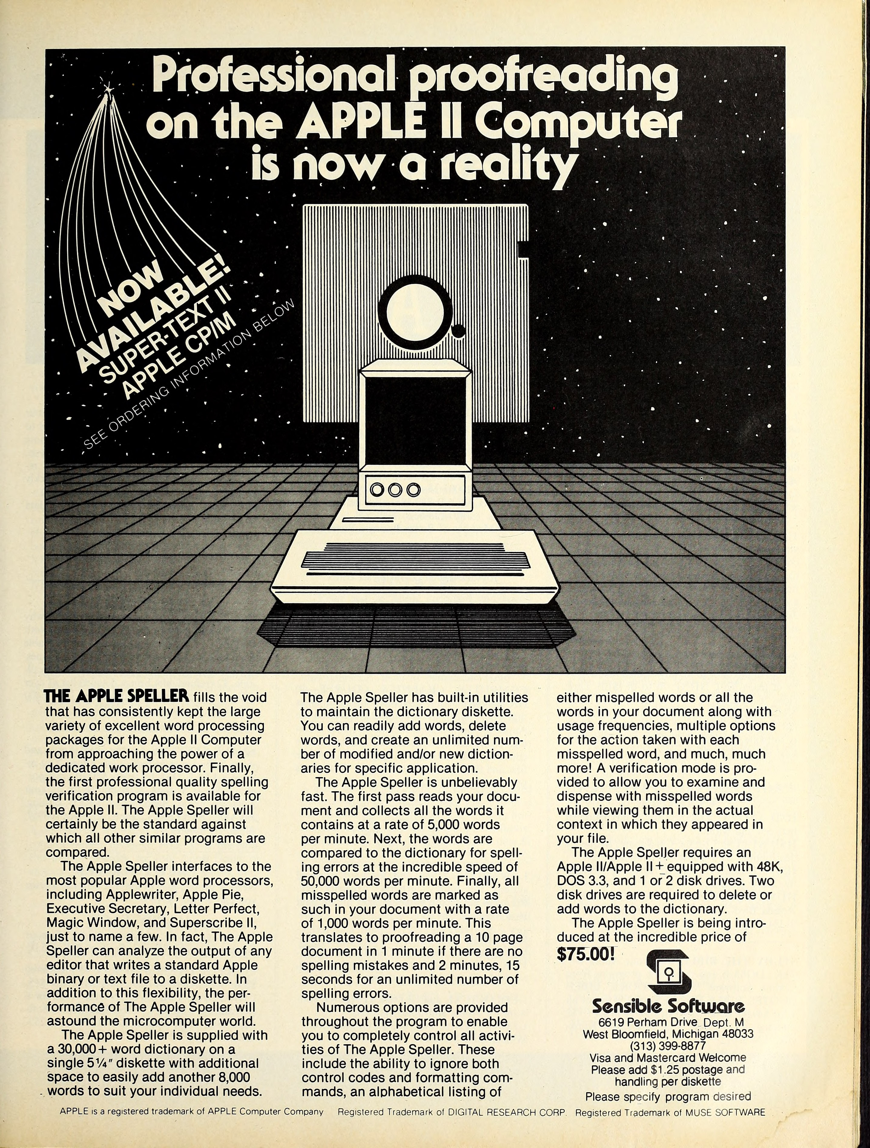 Professional proofreading
on the APPLE II Computer
is now a reality
NOW
AVAILABLE!
SUPER-TEXT II
APPLE CP/M
SEE ORDERING INFORMATION BELOW
THE APPLE SPELLER fills the void
that has consistently kept the large
variety of excellent word processing
packages for the Apple II Computer
from approaching the power of a
dedicated work processor. Finally,
the first professional quality spelling
verification program is available for
the Apple II. The Apple Speller will
certainly be the standard against
which all other similar programs are
compared.
The Apple Speller interfaces to the
most popular Apple word processors,
including Applewriter, Apple Pie,
Executive Secretary, Letter Perfect,
Magic Window, and Superscribe II,
just to name a few. In fact, The Apple
Speller can analyze the output of any
editor that writes a standard Apple
binary or text file to a diskette. In
addition to this flexibility, the per-
formance of The Apple Speller will
astound the microcomputer world.
The Apple Speller is supplied with
a 30,000+ word dictionary on a
single 5¼" diskette with additional
space to easily add another 8,000
words to suit your individual needs.
The Apple Speller has built-in utilities
to maintain the dictionary diskette.
You can readily add words, delete
words, and create an unlimited num-
ber of modified and/or new diction-
aries for specific application.
The Apple Speller is unbelievably
fast. The first pass reads your docu-
ment and collects all the words it
contains at a rate of 5,000 words
per minute. Next, the words are
compared to the dictionary for spell-
ing errors at the incredible speed of
50,000 words per minute. Finally, all
misspelled words are marked as
such in your document with a rate
of 1,000 words per minute. This
translates to proofreading a 10 page
document in 1 minute if there are no
spelling mistakes and 2 minutes, 15
seconds for an unlimited number of
spelling errors.
Numerous options are provided
throughout the program to enable
you to completely control all activi-
ties of The Apple Speller. These
include the ability to ignore both
control codes and formatting com-
mands, an alphabetical listing of
either mispelled words or all the
words in your document along with
usage frequencies, multiple options
for the action taken with each
misspelled word, and much, much
more! A verification mode is pro-
vided to allow you to examine and
dispense with misspelled words
while viewing them in the actual
context in which they appeared in
your file.
The Apple Speller requires an
Apple II/Apple II + equipped with 48K,
DOS 3.3, and 1 or 2 disk drives. Two
disk drives are required to delete or
add words to the dictionary.
The Apple Speller is being intro-
duced at the incredible price of
$75.00!
Sensible Software
6619 Perham Drive Dept. M
West Bloomfield, Michigan 48033
(313) 399-8877
Visa and Mastercard Welcome
Please add $1.25 postage and
handling per diskette
Please specify program desired
APPLE is a registered trademark of APPLE Computer Company Registered Trademark of DIGITAL RESEARCH CORP. Registered Trademark of MUSE SOFTWARE